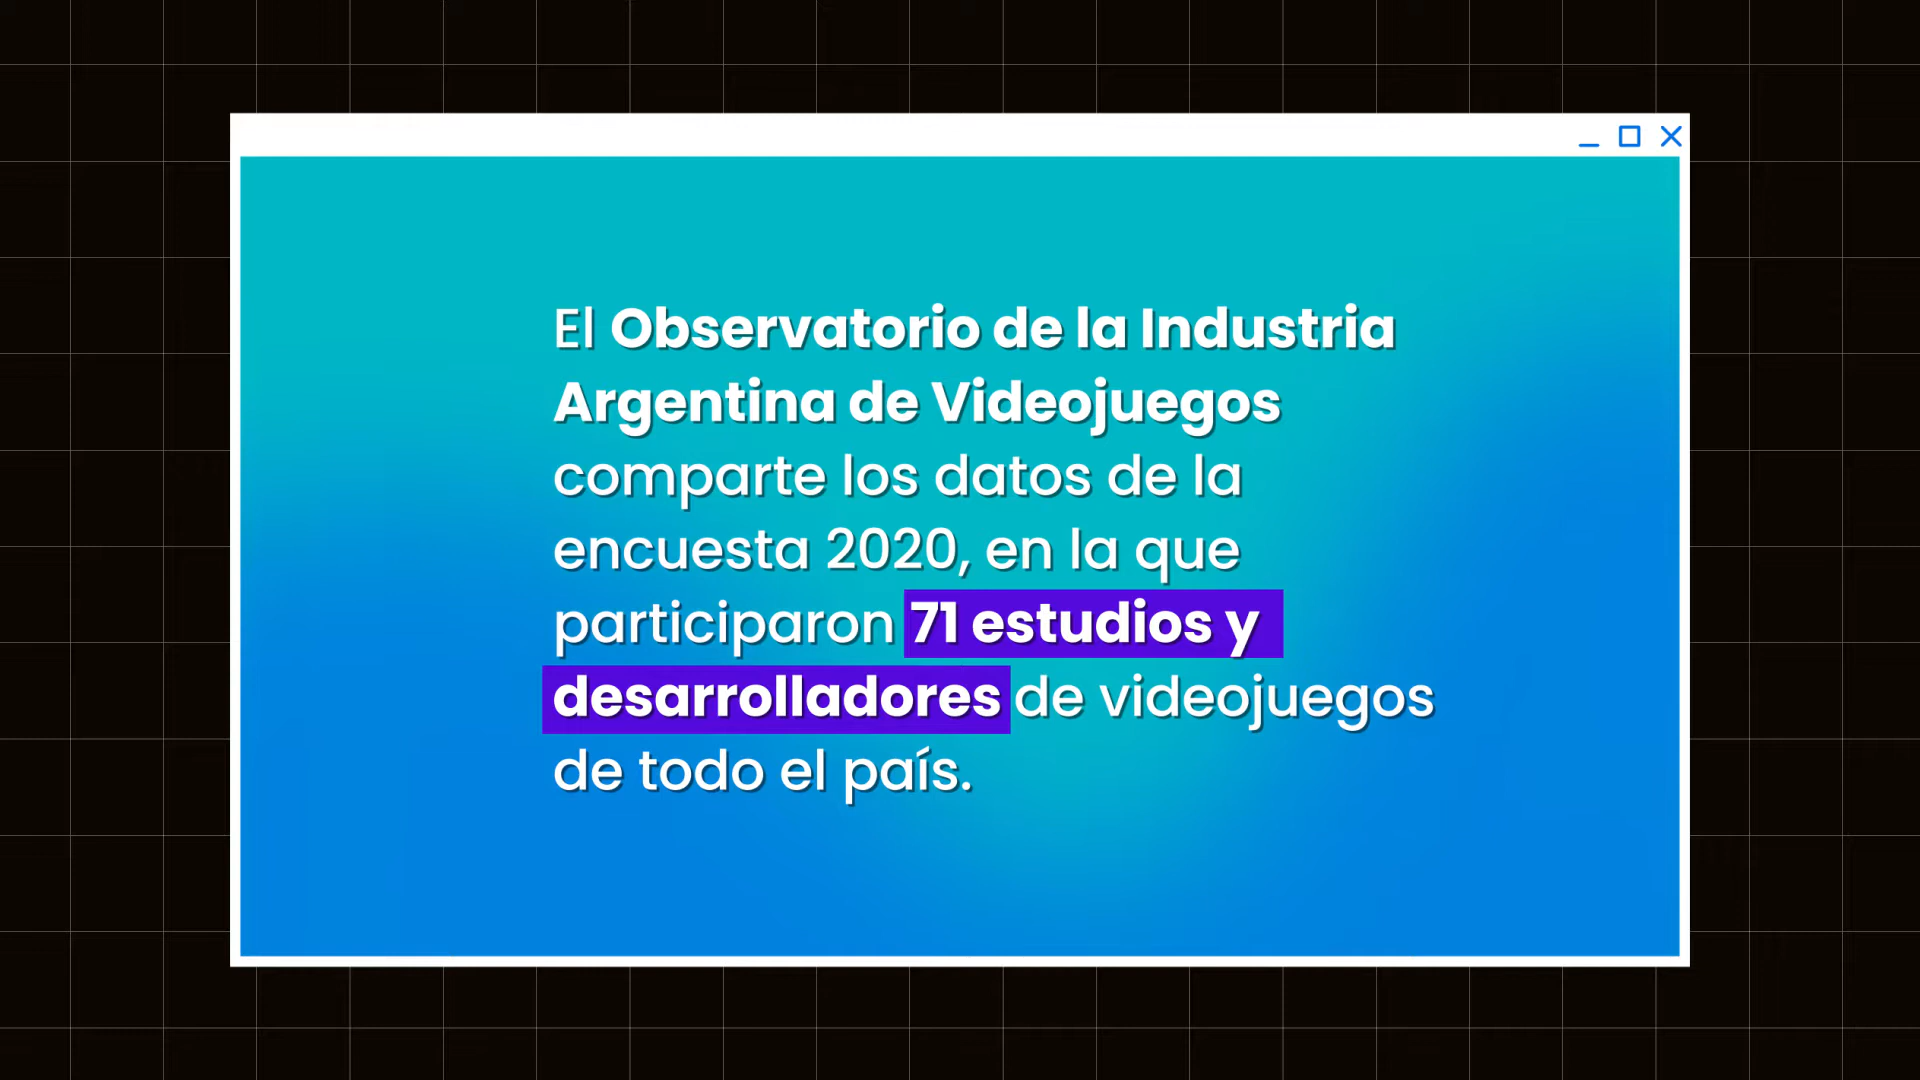 El Observatorio de la Industria
Argentina de Videojuegos
comparte los datos de la
encuesta 2020, en la que
participaron 71 estudios y
desarrolladores de videojuegos
de todo el país.